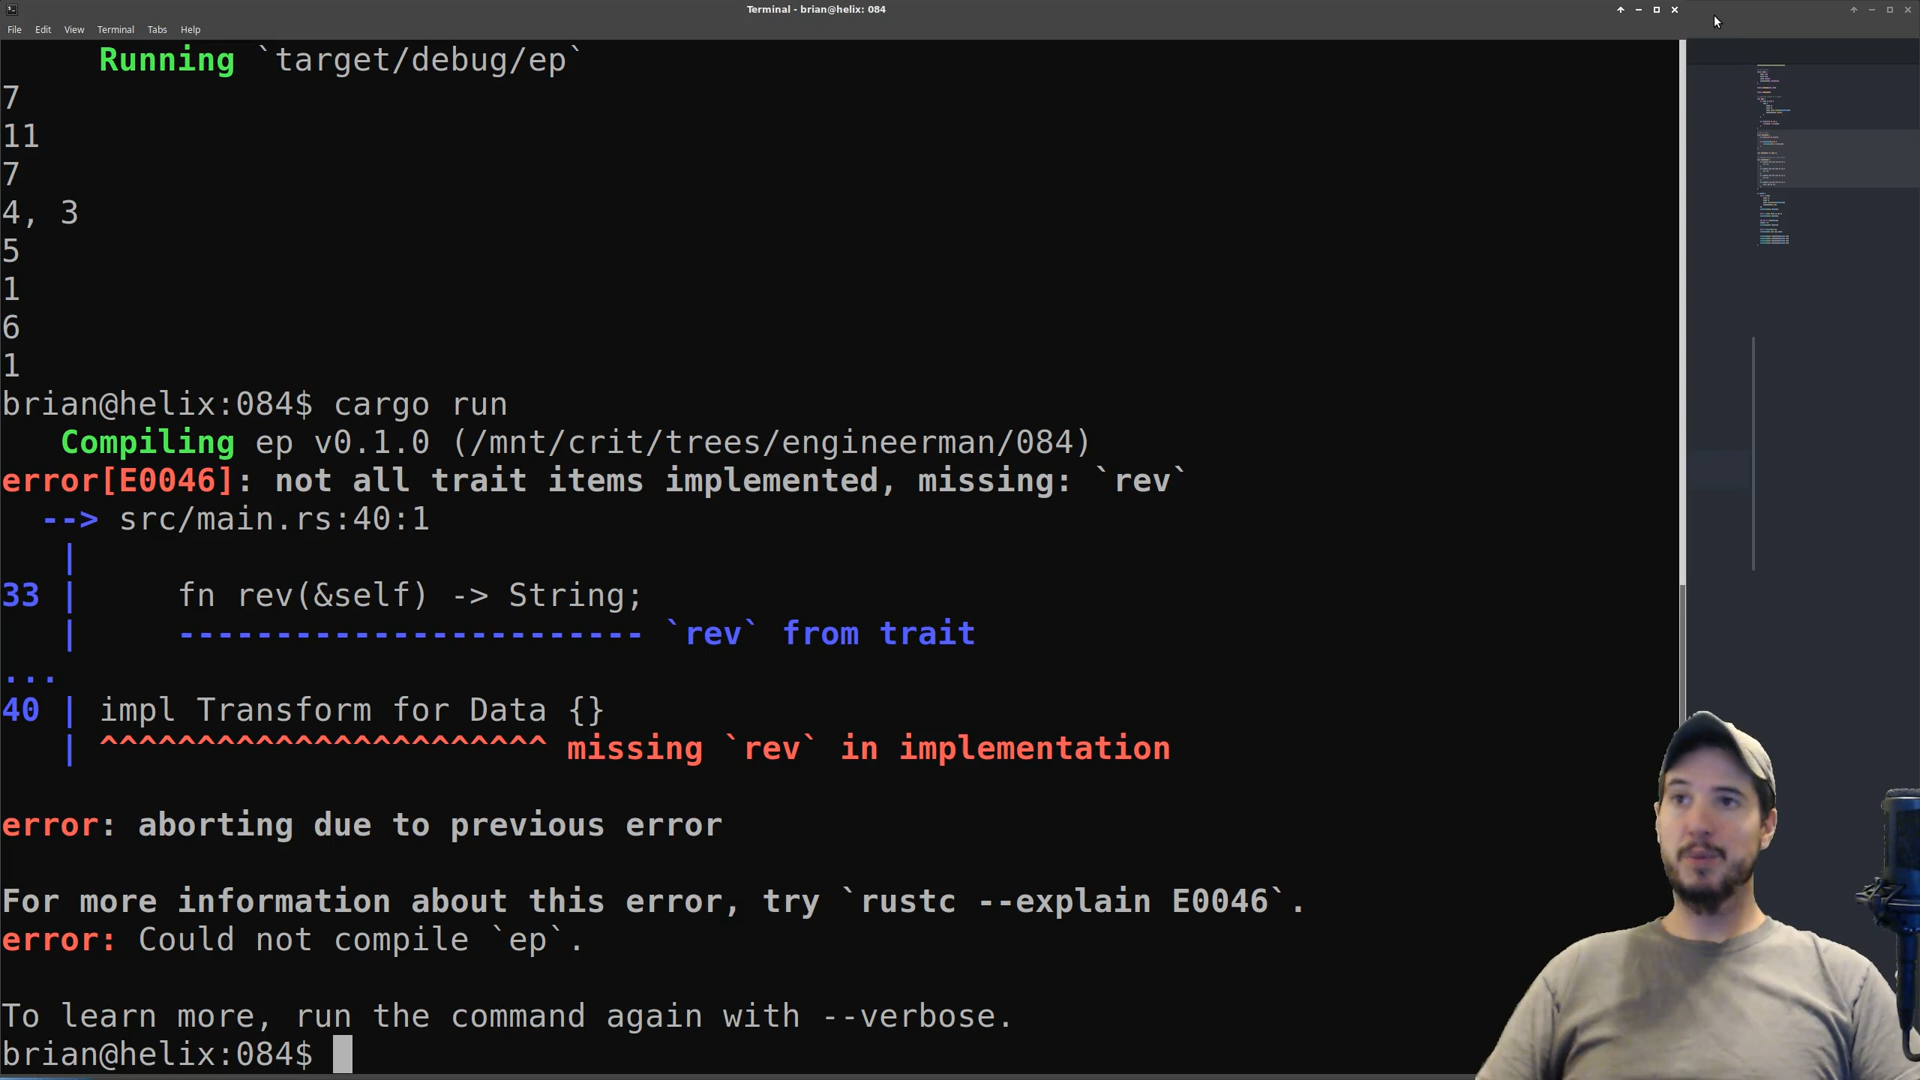 Terminal - brian@helix: 084
File Edit View Terminal Tabs Help
Running `target/debug/ep`
7
11
7
4, 3
5
1
6
1
brian@helix:084$ cargo run
Compiling ep v0.1.0 (/mnt/crit/trees/engineerman/084)
error[E0046]: not all trait items implemented, missing: `rev`
--> src/main.rs:40:1
|
33 | fn rev(&self) -> String;
| ------------------------ `rev` from trait
...
40 | impl Transform for Data {}
| ^^^^^^^^^^^^^^^^^^^^^^^ missing `rev` in implementation
error: aborting due to previous error
For more information about this error, try `rustc --explain E0046`.
error: Could not compile `ep`.
To learn more, run the command again with --verbose.
brian@helix:084$